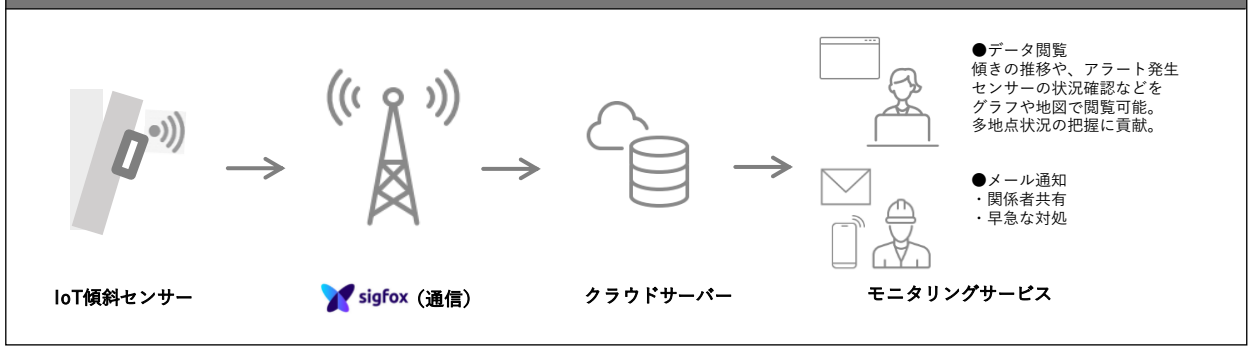 ●データ閲覧
傾きの推移や、アラート発生
センサーの状況確認などを
グラフや地図で閲覧可能。
多地点状況の把握に貢献。
●メール通知
・関係者共有
・早急な対処
IoT傾斜センサー
sigfox（通信）
クラウドサーバー
モニタリングサービス